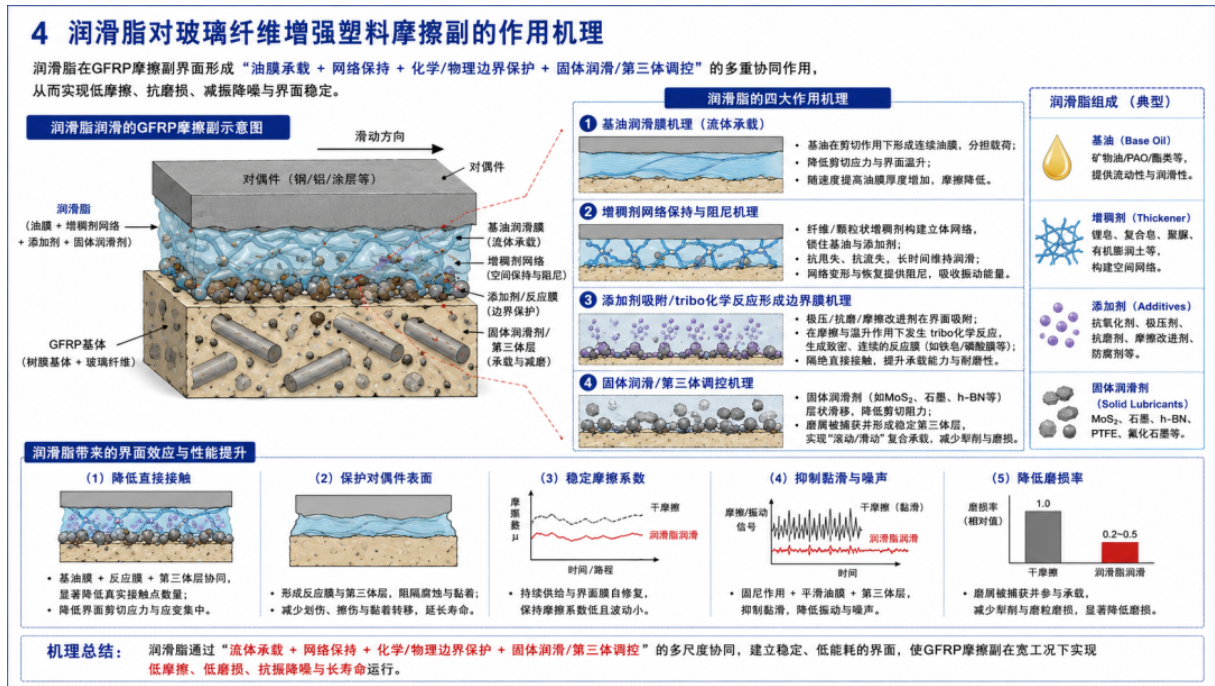 4 润滑脂对玻璃纤维增强塑料摩擦副的作用机理
润滑脂在GFRP摩擦副界面形成“油膜承载 + 网络保持 + 化学/物理边界保护 + 固体润滑/第三体调控”的多重协同作用，
从而实现低摩擦、抗磨损、减振降噪与界面稳定。
润滑脂润滑的GFRP摩擦副示意图
滑动方向
对偶件（钢/铝/涂层等）
对偶件
润滑脂
（油膜 + 增稠剂网络
+ 添加剂 + 固体润滑剂）
基油润滑膜
（流体承载）
增稠剂网络
（空间保持与阻尼）
添加剂/反应膜
（边界保护）
固体润滑剂/
第三体层
（承载与减磨）
GFRP基体
（树膜基体 + 玻璃纤维）
润滑脂的四大作用机理
1 基油润滑膜机理（流体承载）
• 基油在剪切作用下形成连续油膜，分担载荷；
• 降低剪切应力与界面温升；
• 随速度提高油膜厚度增加，摩擦降低。
2 增稠剂网络保持与阻尼机理
• 纤维/颗粒状增稠剂构建立体网络，
锁住基油与添加剂；
• 抗甩失、抗流失，长时间维持润滑；
• 网络变形与恢复提供阻尼，吸收振动能量。
3 添加剂吸附/tribo化学反应形成边界膜机理
• 极压/抗磨/摩擦改进剂在界面吸附；
• 在摩擦与温升作用下发生 tribo化学反应，
生成致密、连续的反应膜（如铁皂/磷酸膜等）；
• 隔绝直接接触，提升承载能力与耐磨性。
4 固体润滑/第三体调控机理
• 固体润滑剂（如MoS₂、石墨、h-BN等）
层状滑移，降低剪切阻力；
• 磨屑被捕获并形成稳定第三体层，
实现“滚动/滑动”复合承载，减少犁削与磨损。
润滑脂组成 （典型）
基油（Base Oil）
矿物油/PAO/酯类等，
提供流动性与润滑性。
增稠剂（Thickener）
锂皂、复合皂、聚脲、
有机膨润土等，
构建空间网络。
添加剂（Additives）
抗氧化剂、极压剂、
抗磨剂、摩擦改进剂、
防腐剂等。
固体润滑剂
（Solid Lubricants）
MoS₂、石墨、h-BN、
PTFE、氟化石墨等。
润滑脂带来的界面效应与性能提升
（1）降低直接接触
• 基油膜 + 反应膜 + 第三体协同，
显著降低真实接触点数量；
• 降低界面剪切应力与应变集中。
（2）保护对偶件表面
• 形成反应膜与第三体层，阻隔腐蚀与黏着；
• 减少划伤、擦伤与黏着转移，延长寿命。
（3）稳定摩擦系数
摩擦数 μ
干摩擦
润滑脂润滑
时间/路程
• 持续供给与界面膜自修复，
保持摩擦系数低且波动小。
（4）抑制黏滑与噪声
摩擦/振动
信号
干摩擦（黏滑）
润滑脂润滑
时间
• 固尼作用 + 平滑油膜 + 第三体层，
抑制黏滑，降低振动与噪声。
（5）降低磨损率
磨损率
（相对值）
1.0
0.2~0.5
干摩擦
润滑脂润滑
• 磨屑被捕获并参与承载，
减少犁削与磨粒磨损，显著降低磨损。
机理总结： 润滑脂通过“流体承载 + 网络保持 + 化学/物理边界保护 + 固体润滑/第三体调控”的多尺度协同，建立稳定、低能耗的界面，使GFRP摩擦副在宽工况下实现
低摩擦、低磨损、抗振降噪与长寿命运行。